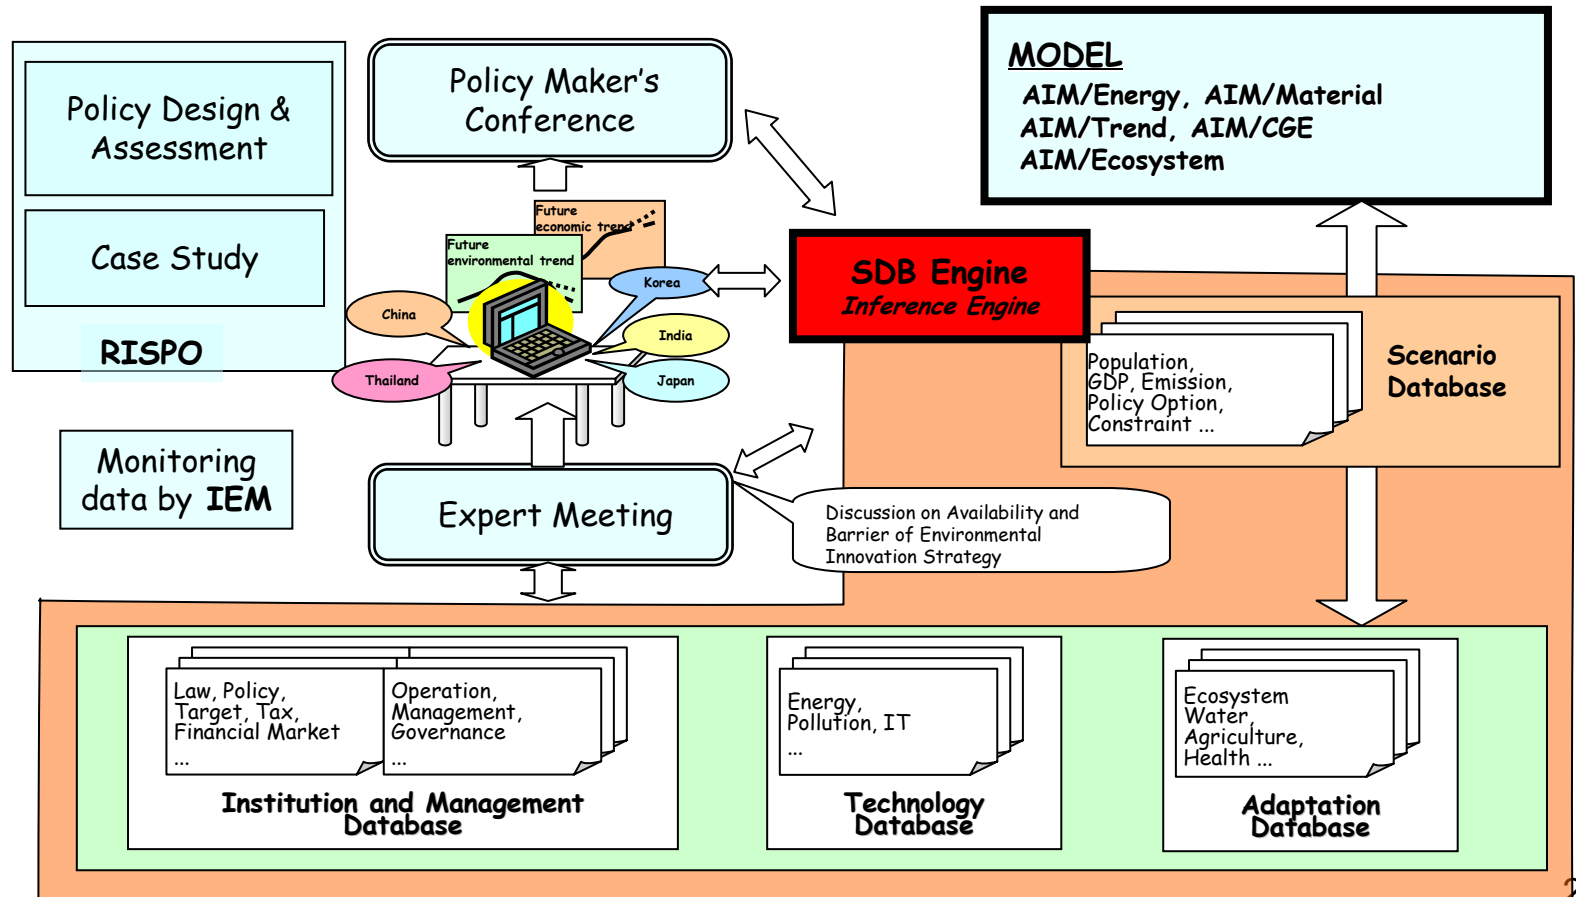 Policy Design &
Assessment
Case Study
RISPO
Monitoring
data by IEM
Policy Maker's
Conference
Future
economic trend
Future
environmental trend
China
Korea
India
Thailand
Japan
Expert Meeting
Discussion on Availability and
Barrier of Environmental
Innovation Strategy
MODEL
AIM/Energy, AIM/Material
AIM/Trend, AIM/CGE
AIM/Ecosystem
SDB Engine
Inference Engine
Population,
GDP, Emission,
Policy Option,
Constraint ...
Scenario
Database
Law, Policy,
Target, Tax,
Financial Market
...
Operation,
Management,
Governance
...
Institution and Management
Database
Energy,
Pollution, IT
...
Technology
Database
Ecosystem
Water,
Agriculture,
Health ...
Adaptation
Database